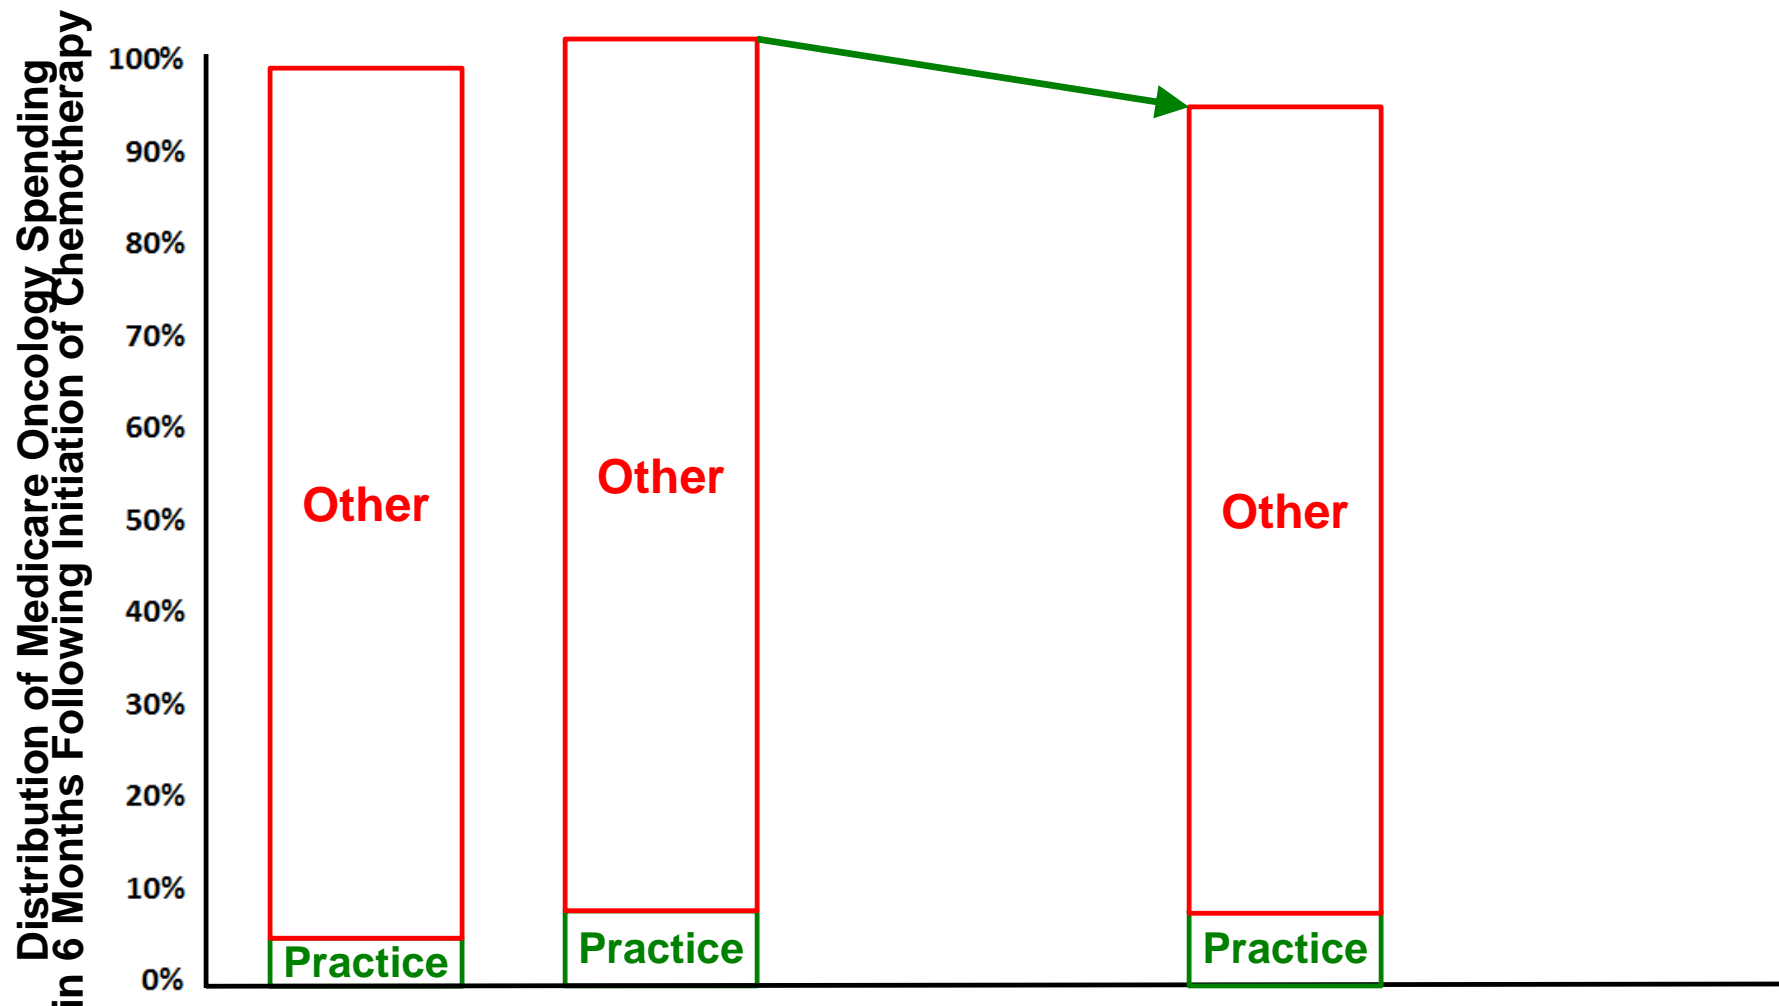 Distribution of Medicare Oncology Spending
in 6 Months Following Initiation of Chemotherapy
100%
90%
80%
70%
60%
50%
40%
30%
20%
10%
0%
Other
Practice
Other
Practice
Other
Practice